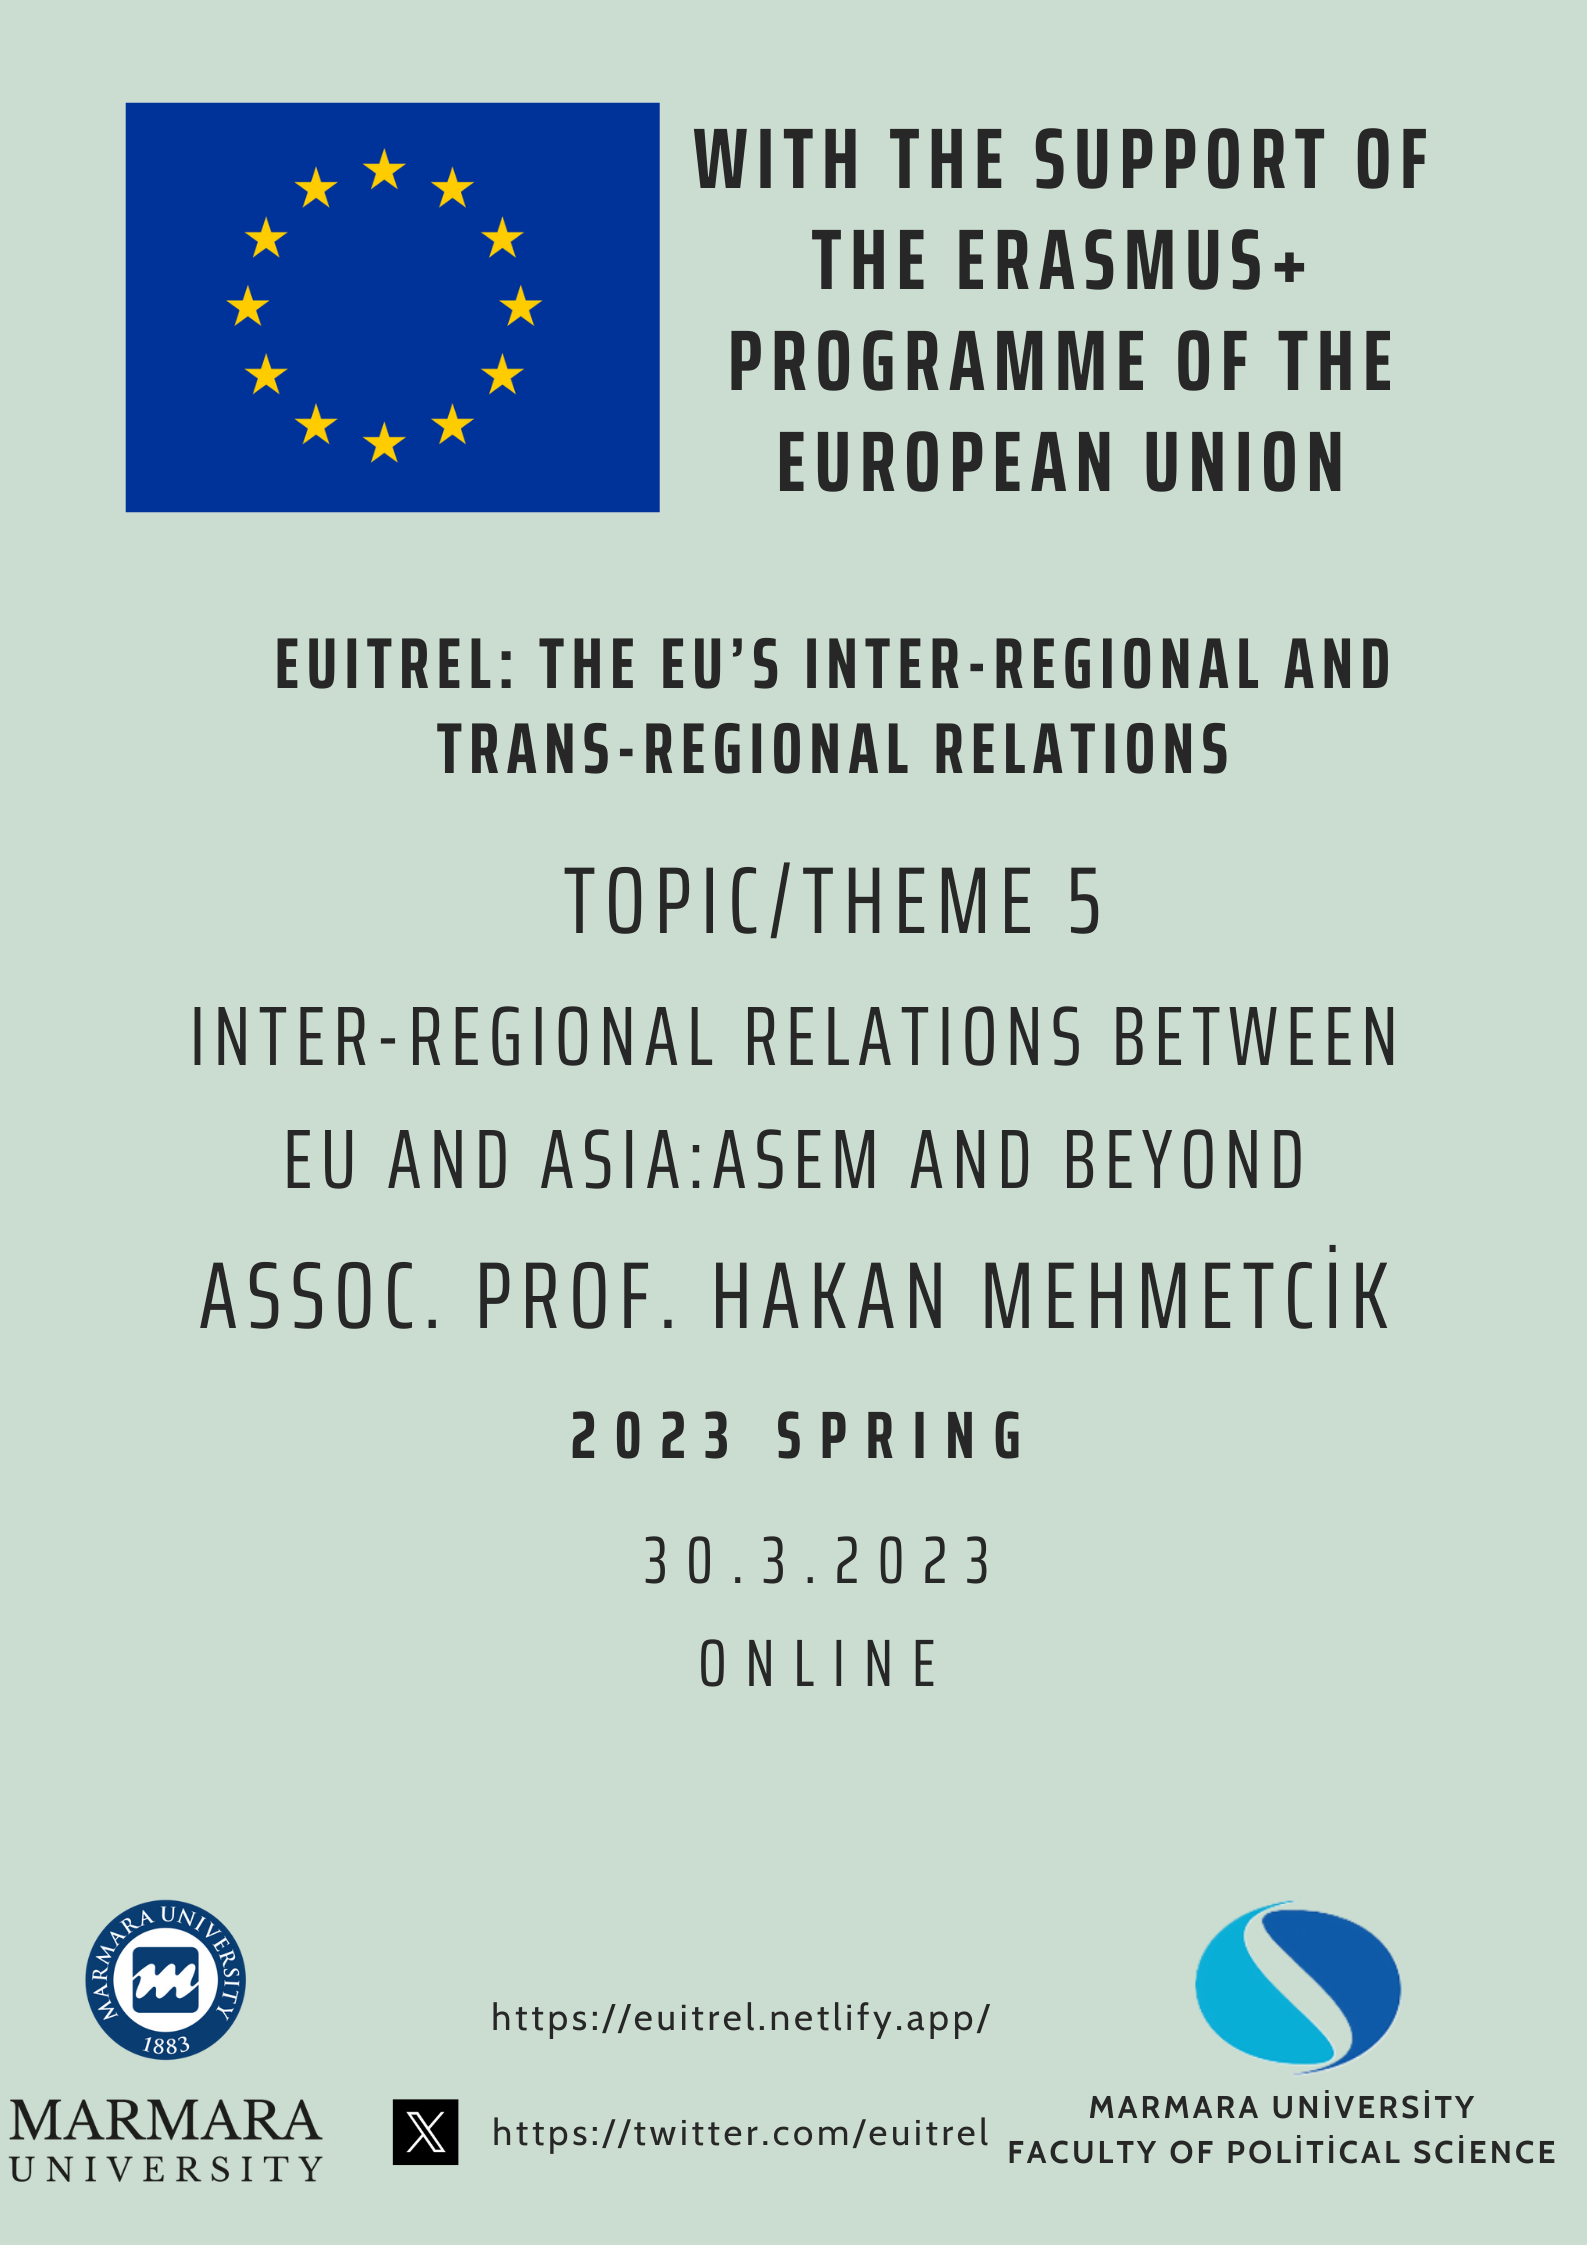 WITH THE SUPPORT OF
THE ERASMUS+
PROGRAMME OF THE
EUROPEAN UNION
EUITREL: THE EU’S INTER-REGIONAL AND
TRANS-REGIONAL RELATIONS
TOPIC/THEME 5
INTER-REGIONAL RELATIONS BETWEEN
EU AND ASIA:ASEM AND BEYOND
ASSOC. PROF. HAKAN MEHMETCİK
2023 SPRING
30.3.2023
ONLINE
MARMARA UNIVERSITY
1883
MARMARA
UNIVERSITY
https://euitrel.netlify.app/
https://twitter.com/euitrel
MARMARA UNİVERSİTY
FACULTY OF POLİTİCAL SCİENCE